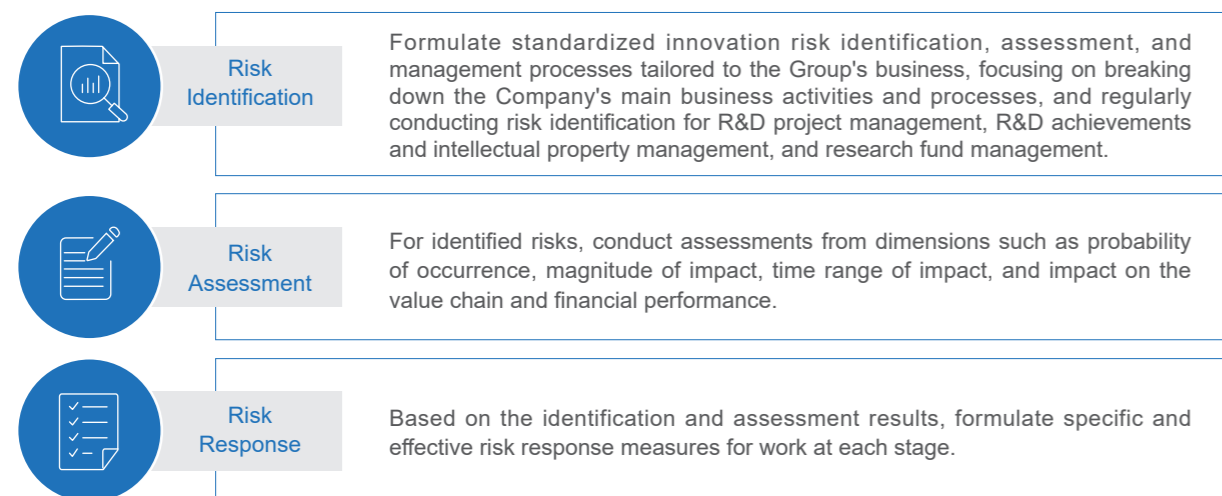 Risk
Identification
Formulate standardized innovation risk identification, assessment, and
management processes tailored to the Group's business, focusing on breaking
down the Company's main business activities and processes, and regularly
conducting risk identification for R&D project management, R&D achievements
and intellectual property management, and research fund management.
Risk
Assessment
For identified risks, conduct assessments from dimensions such as probability
of occurrence, magnitude of impact, time range of impact, and impact on the
value chain and financial performance.
Risk
Response
Based on the identification and assessment results, formulate specific and
effective risk response measures for work at each stage.